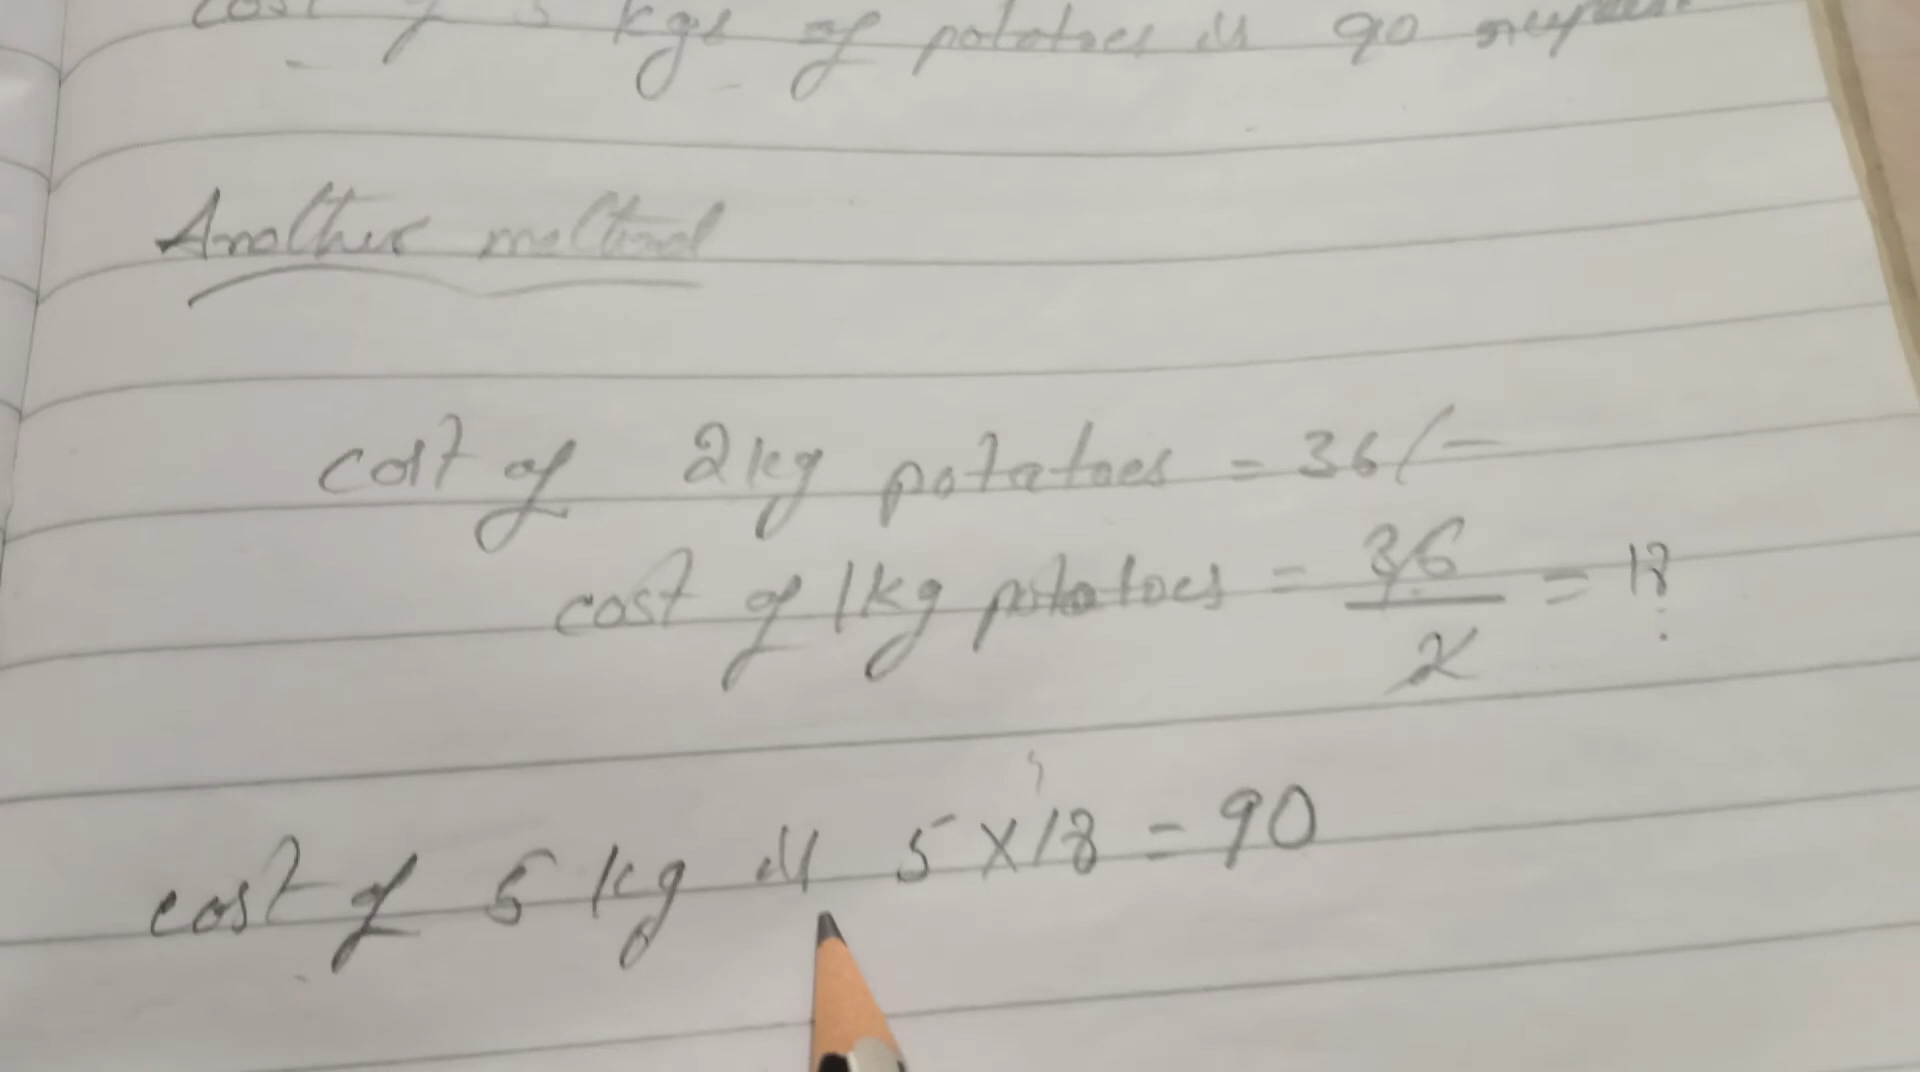 cost of 5 kgs of potatoes is 90 rupees
Another method
cost of 2kg potatoes = 36/-
cost of 1kg potatoes = 36/2 = 18
cost of 5 kg is 5 × 18 = 90